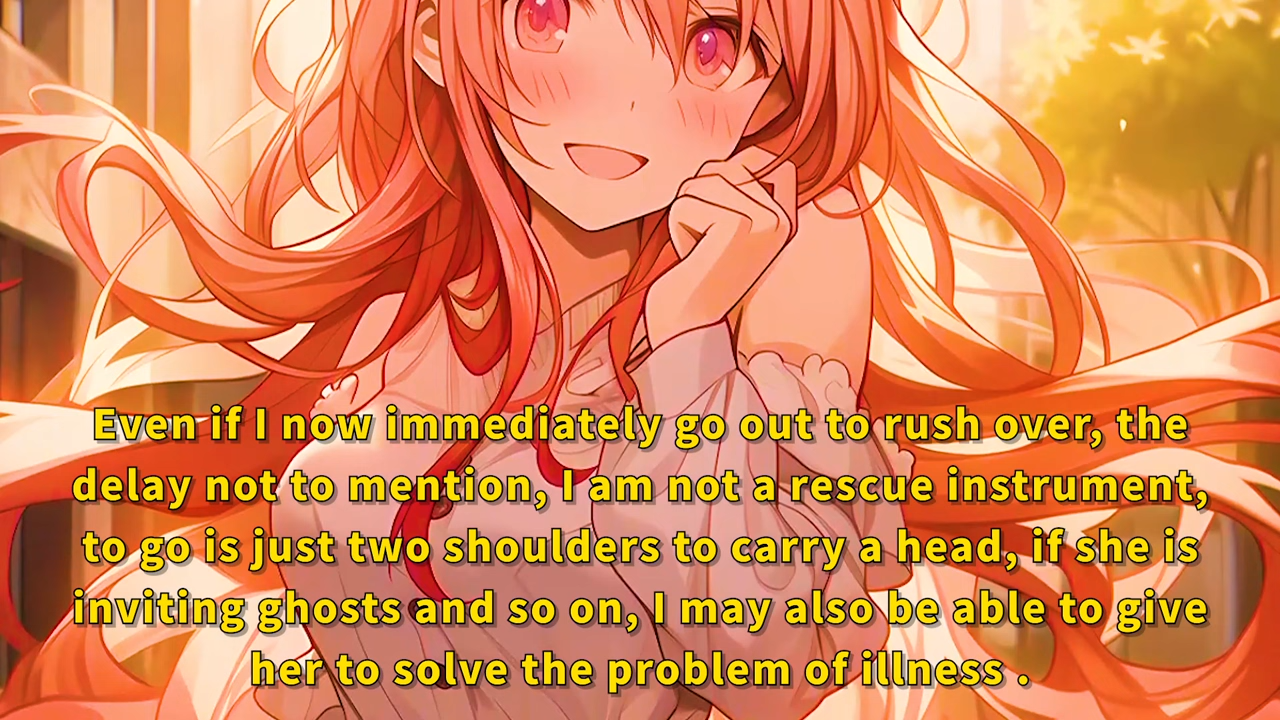 Even if I now immediately go out to rush over, the
delay not to mention, I am not a rescue instrument,
to go is just two shoulders to carry a head, if she is
inviting ghosts and so on, I may also be able to give
her to solve the problem of illness .